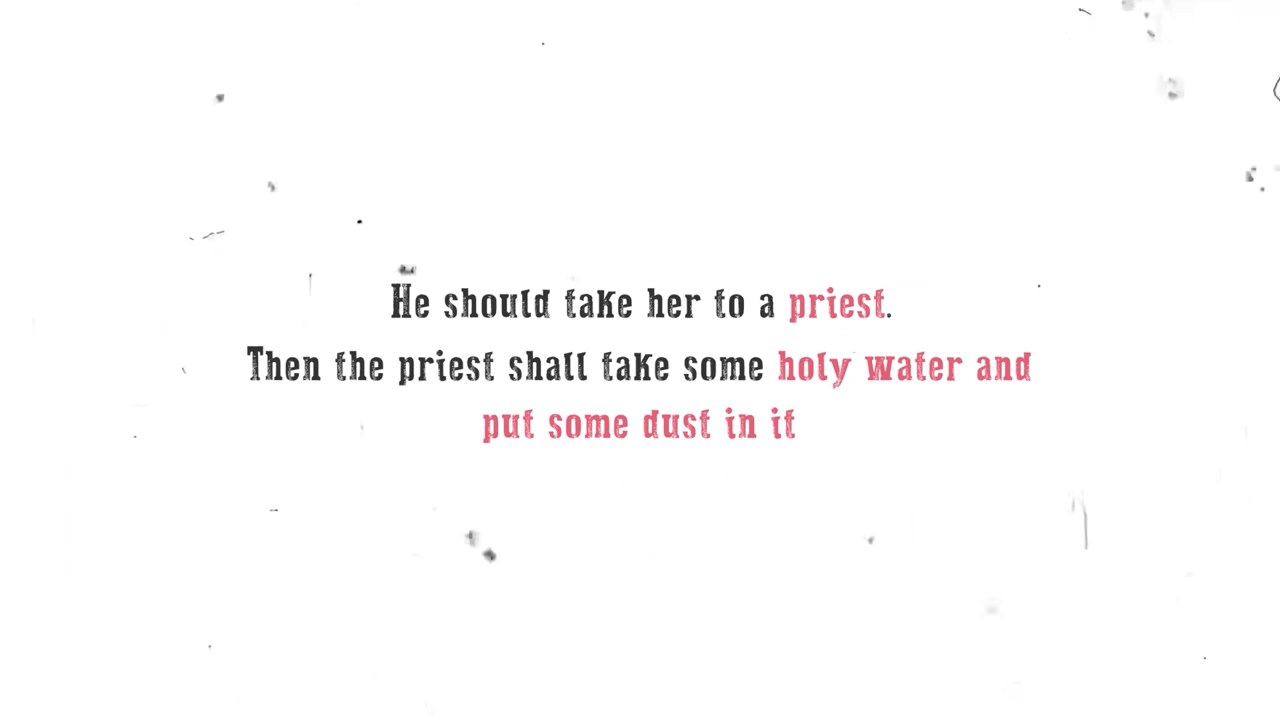 He should take her to a priest.
Then the priest shall take some holy water and
put some dust in it